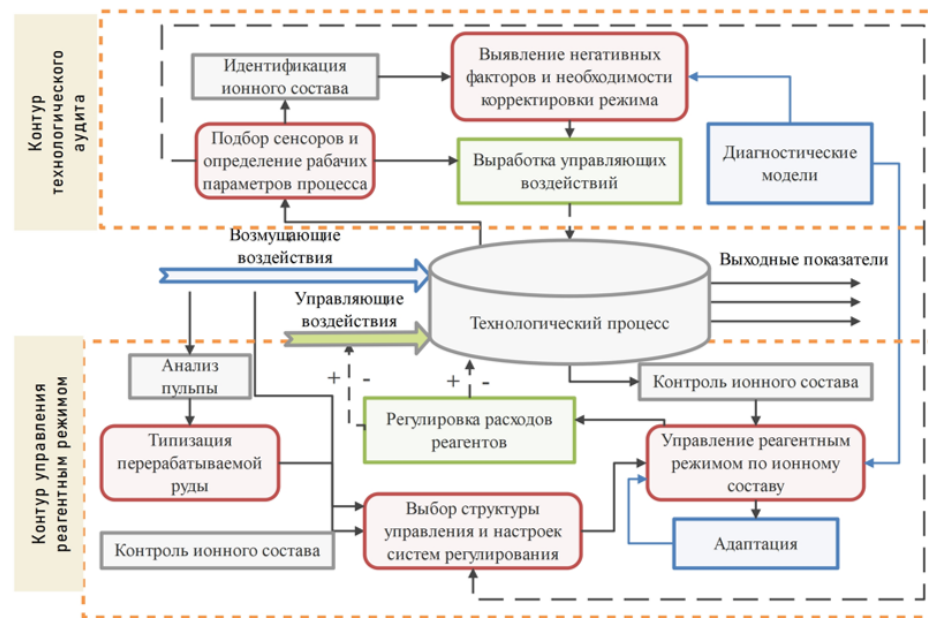 Контур
технологического
аудита
Идентификация
ионного состава
Выявление негативных
факторов и необходимости
корректировки режима
Подбор сенсоров и
определение рабачих
параметров процесса
Выработка управляющих
воздействий
Диагностические
модели
Возмущающие
воздействия
Выходные показатели
Управляющие
воздействия
Технологический процесс
Контур управления
реагентным режимом
Анализ
пульпы
+ -
+ -
Контроль ионного состава
Типизация
перерабатываемой
руды
Регулировка расходов
реагентов
Управление реагентным
режимом по ионному
составу
Выбор структуры
управления и настроек
систем регулирования
Контроль ионного состава
Адаптация